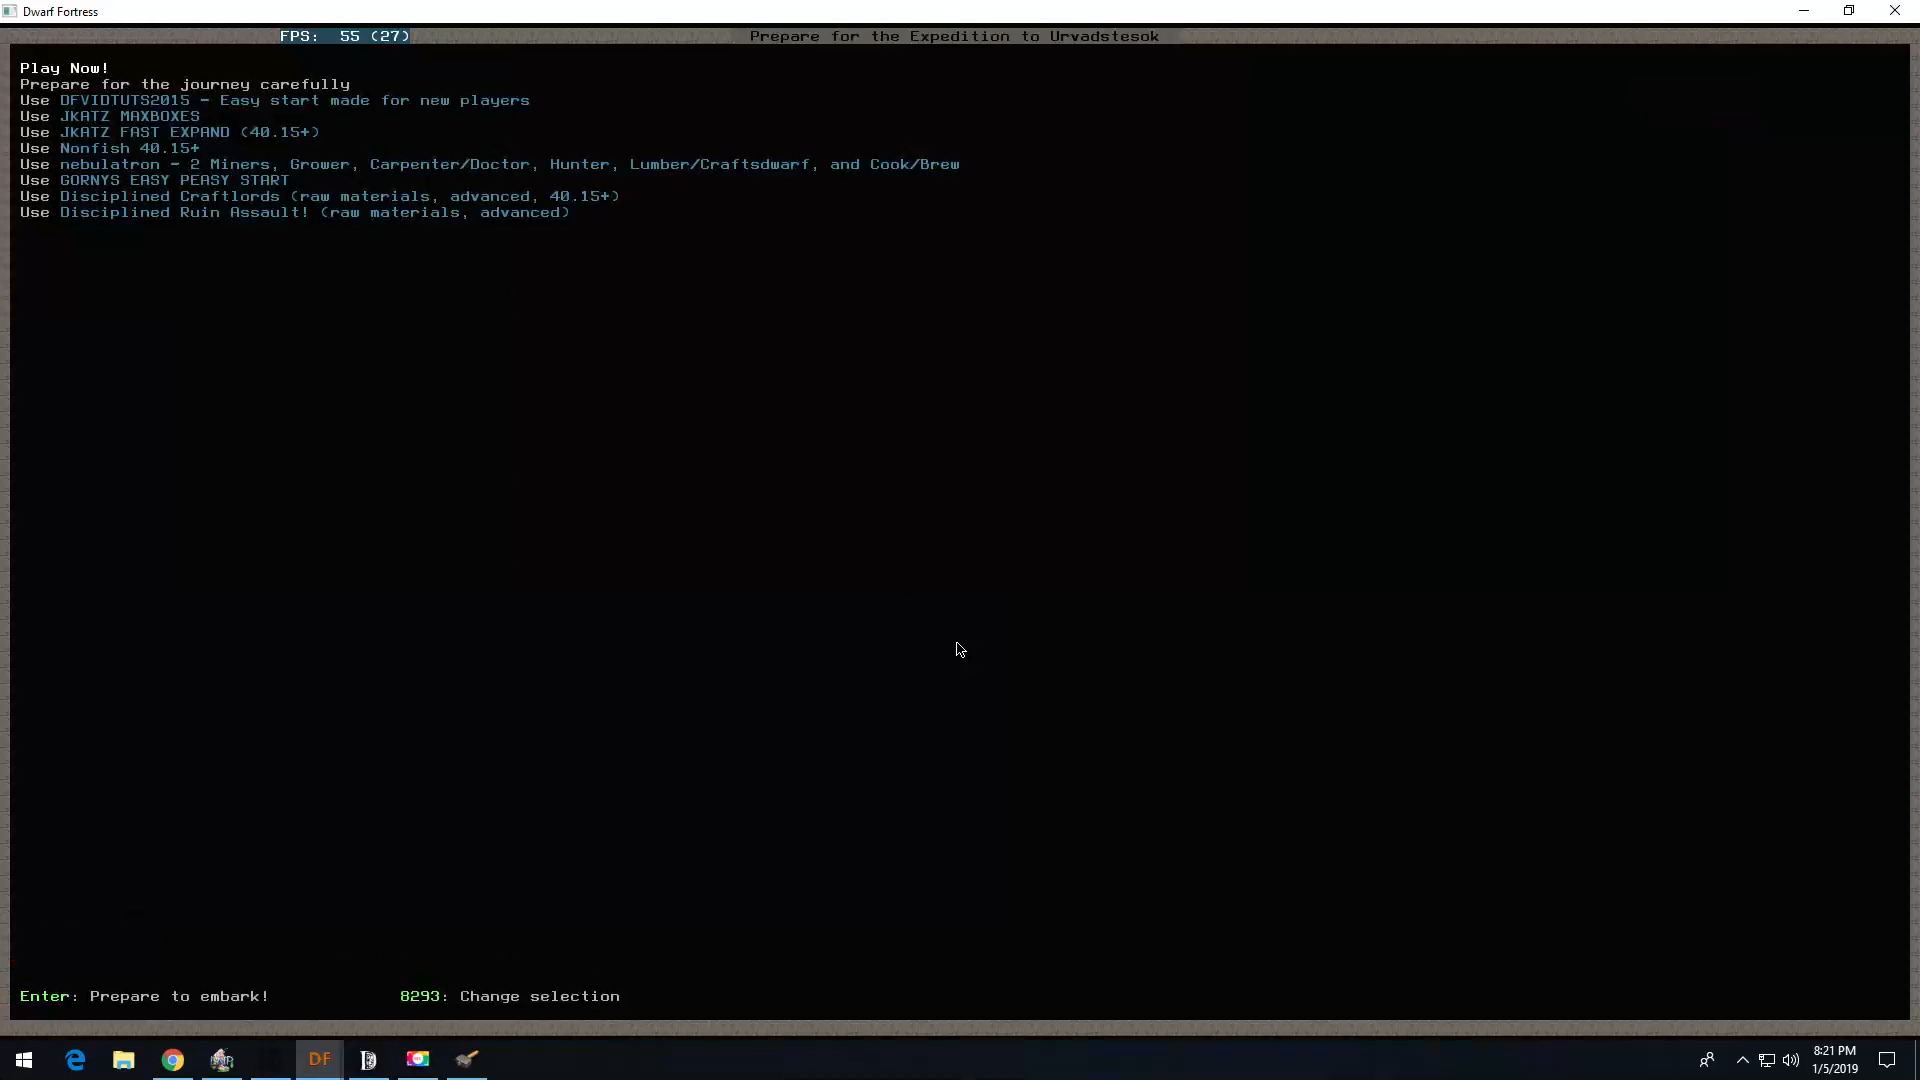 Dwarf Fortress
FPS: 55 (27)
Prepare for the Expedition to Urvadstesok
Play Now!
Prepare for the journey carefully
Use DFVIDTUTS2015 - Easy start made for new players
Use JKATZ MAXBOXES
Use JKATZ FAST EXPAND (40.15+)
Use Nonfish 40.15+
Use nebulatron - 2 Miners, Grower, Carpenter/Doctor, Hunter, Lumber/Craftsdwarf, and Cook/Brew
Use GORNYS EASY PEASY START
Use Disciplined Craftlords (raw materials, advanced, 40.15+)
Use Disciplined Ruin Assault! (raw materials, advanced)
Enter: Prepare to embark!
8293: Change selection
DF
8:21 PM
1/5/2019